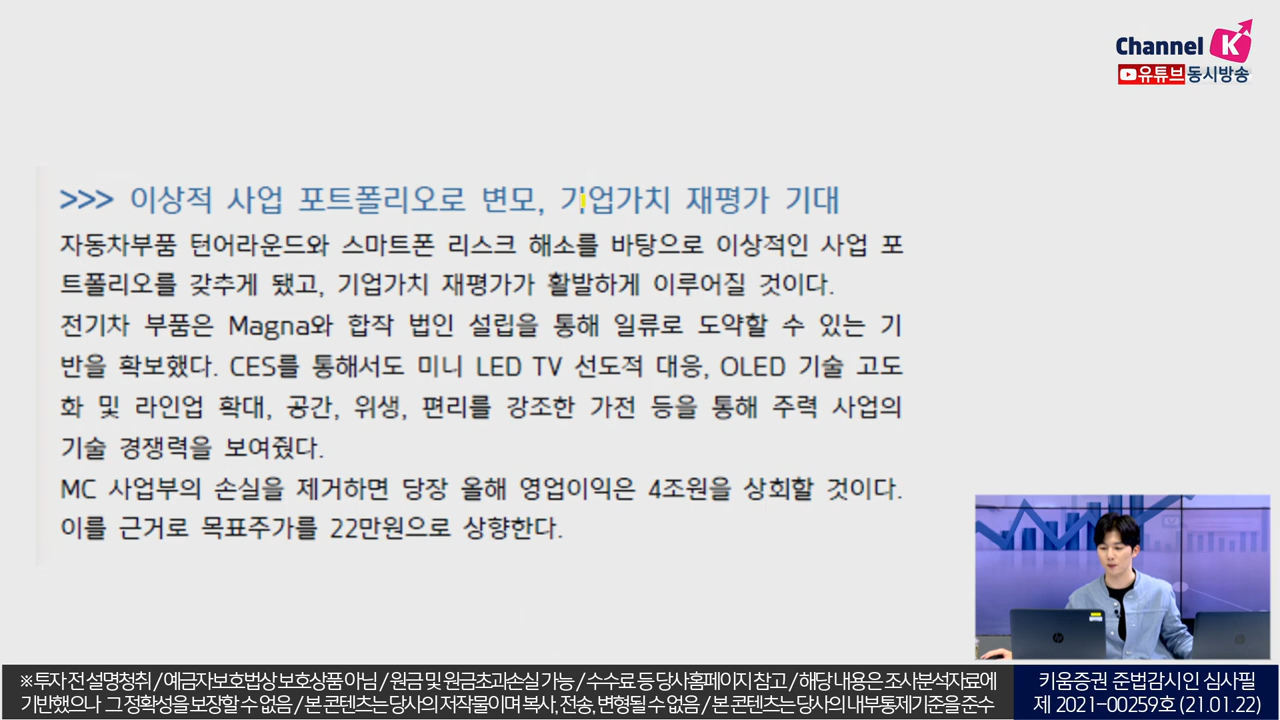 Channel K
유튜브 동시방송
>>> 이상적 사업 포트폴리오로 변모, 기업가치 재평가 기대
자동차부품 턴어라운드와 스마트폰 리스크 해소를 바탕으로 이상적인 사업 포
트폴리오를 갖추게 됐고, 기업가치 재평가가 활발하게 이루어질 것이다.
전기차 부품은 Magna와 합작 법인 설립을 통해 일류로 도약할 수 있는 기
반을 확보했다. CES를 통해서도 미니 LED TV 선도적 대응, OLED 기술 고도
화 및 라인업 확대, 공간, 위생, 편리를 강조한 가전 등을 통해 주력 사업의
기술 경쟁력을 보여줬다.
MC 사업부의 손실을 제거하면 당장 올해 영업이익은 4조원을 상회할 것이다.
이를 근거로 목표주가를 22만원으로 상향한다.
※ 투자 전 설명청취 / 예금자보호법상 보호상품 아님 / 원금 및 원금초과손실 가능 / 수수료 등 당사홈페이지 참고 / 해당 내용은 조사분석자료에
기반했으나 그 정확성을 보장할 수 없음 / 본 콘텐츠는 당사의 저작물이며 복사, 전송, 변형될 수 없음 / 본 콘텐츠는 당사의 내부통제기준을 준수
키움증권 준법감시인 심사필
제 2021-00259호 (21.01.22)